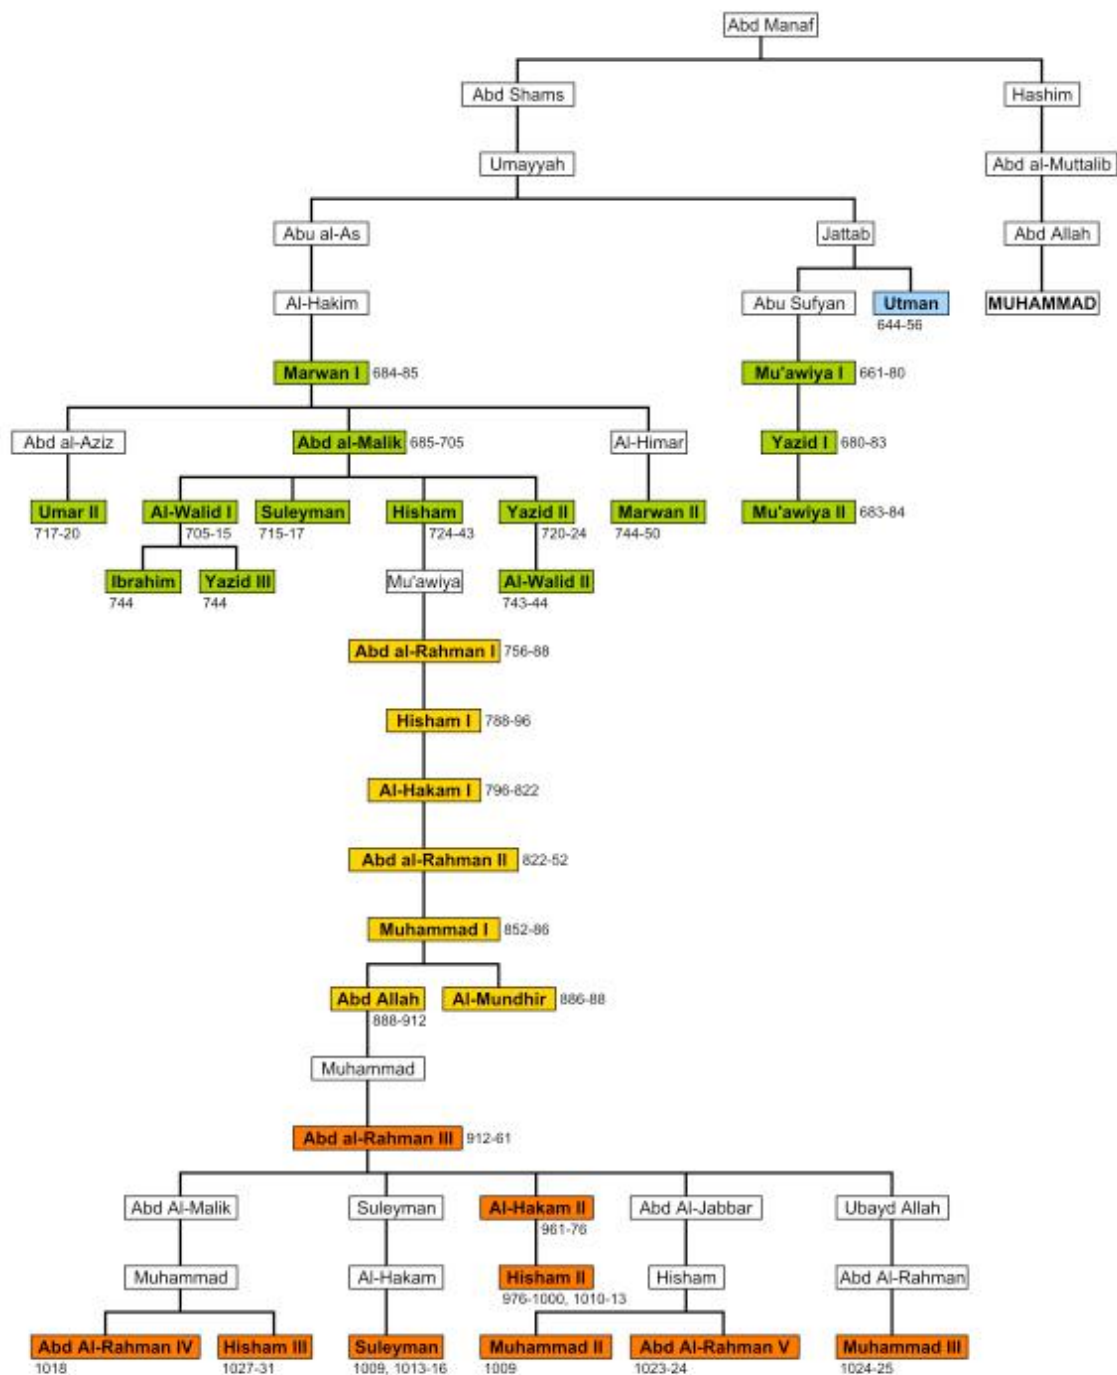 Abd Manaf
Abd Shams
Hashim
Umayyah
Abd al-Muttalib
Abu al-As
Jattab
Abd Allah
Al-Hakim
Abu Sufyan
Utman
MUHAMMAD
644-56
Marwan I 684-85
Mu'awiya I 661-80
Abd al-Aziz
Abd al-Malik 685-705
Al-Himar
Yazid I 680-83
Umar II
Al-Walid I
Suleyman
Hisham
Yazid II
Marwan II
Mu'awiya II 683-84
717-20
705-15
715-17
724-43
720-24
744-50
Ibrahim
Yazid III
Mu'awiya
Al-Walid II
744
744
743-44
Abd al-Rahman I 756-88
Hisham I 788-96
Al-Hakam I 796-822
Abd al-Rahman II 822-52
Muhammad I 852-86
Abd Allah
Al-Mundhir 886-88
888-912
Muhammad
Abd al-Rahman III 912-61
Abd Al-Malik
Suleyman
Al-Hakam II
Abd Al-Jabbar
Ubayd Allah
961-76
Muhammad
Al-Hakam
Hisham II
Hisham
Abd Al-Rahman
976-1000, 1010-13
Abd Al-Rahman IV
Hisham III
Suleyman
Muhammad II
Abd Al-Rahman V
Muhammad III
1018
1027-31
1009, 1013-16
1009
1023-24
1024-25